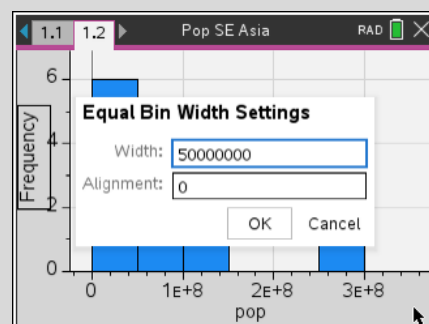 1.1 1.2 Pop SE Asia RAD
6
4
2
0
Frequency
Equal Bin Width Settings
Width: 50000000
Alignment: 0
OK Cancel
0 1E+8 2E+8 3E+8
pop